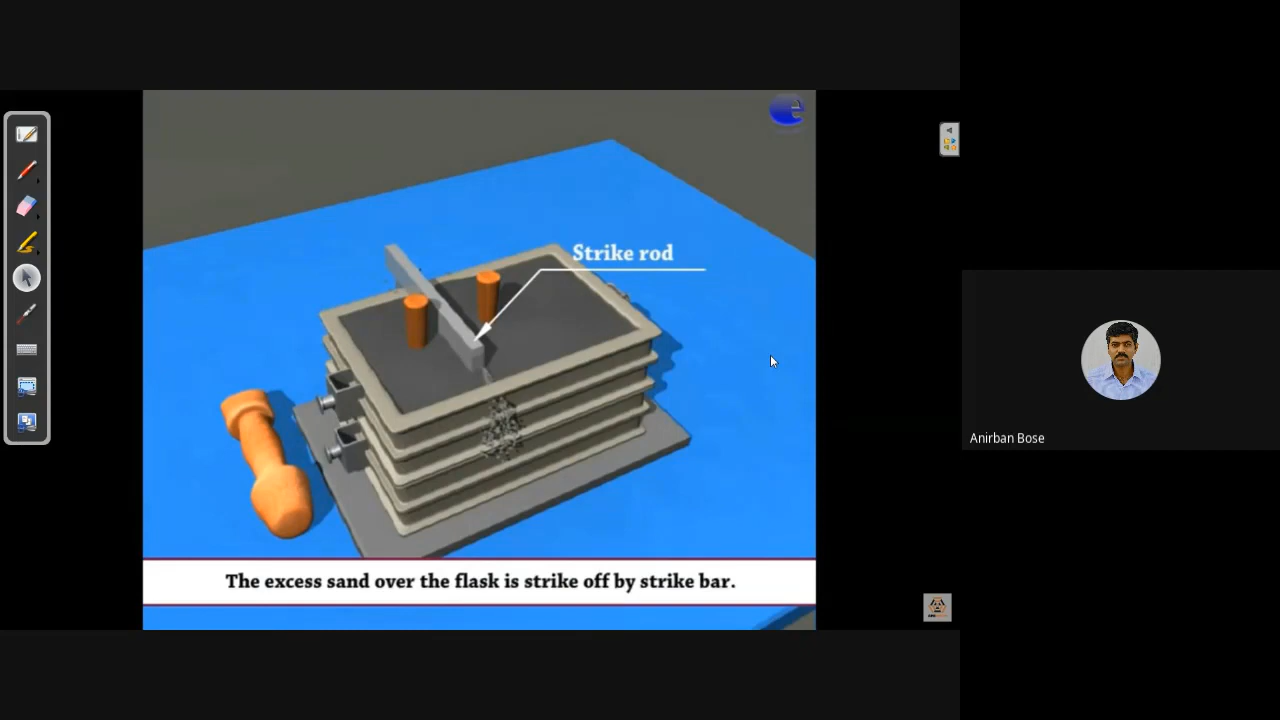 Strike rod
The excess sand over the flask is strike off by strike bar.
Anirban Bose